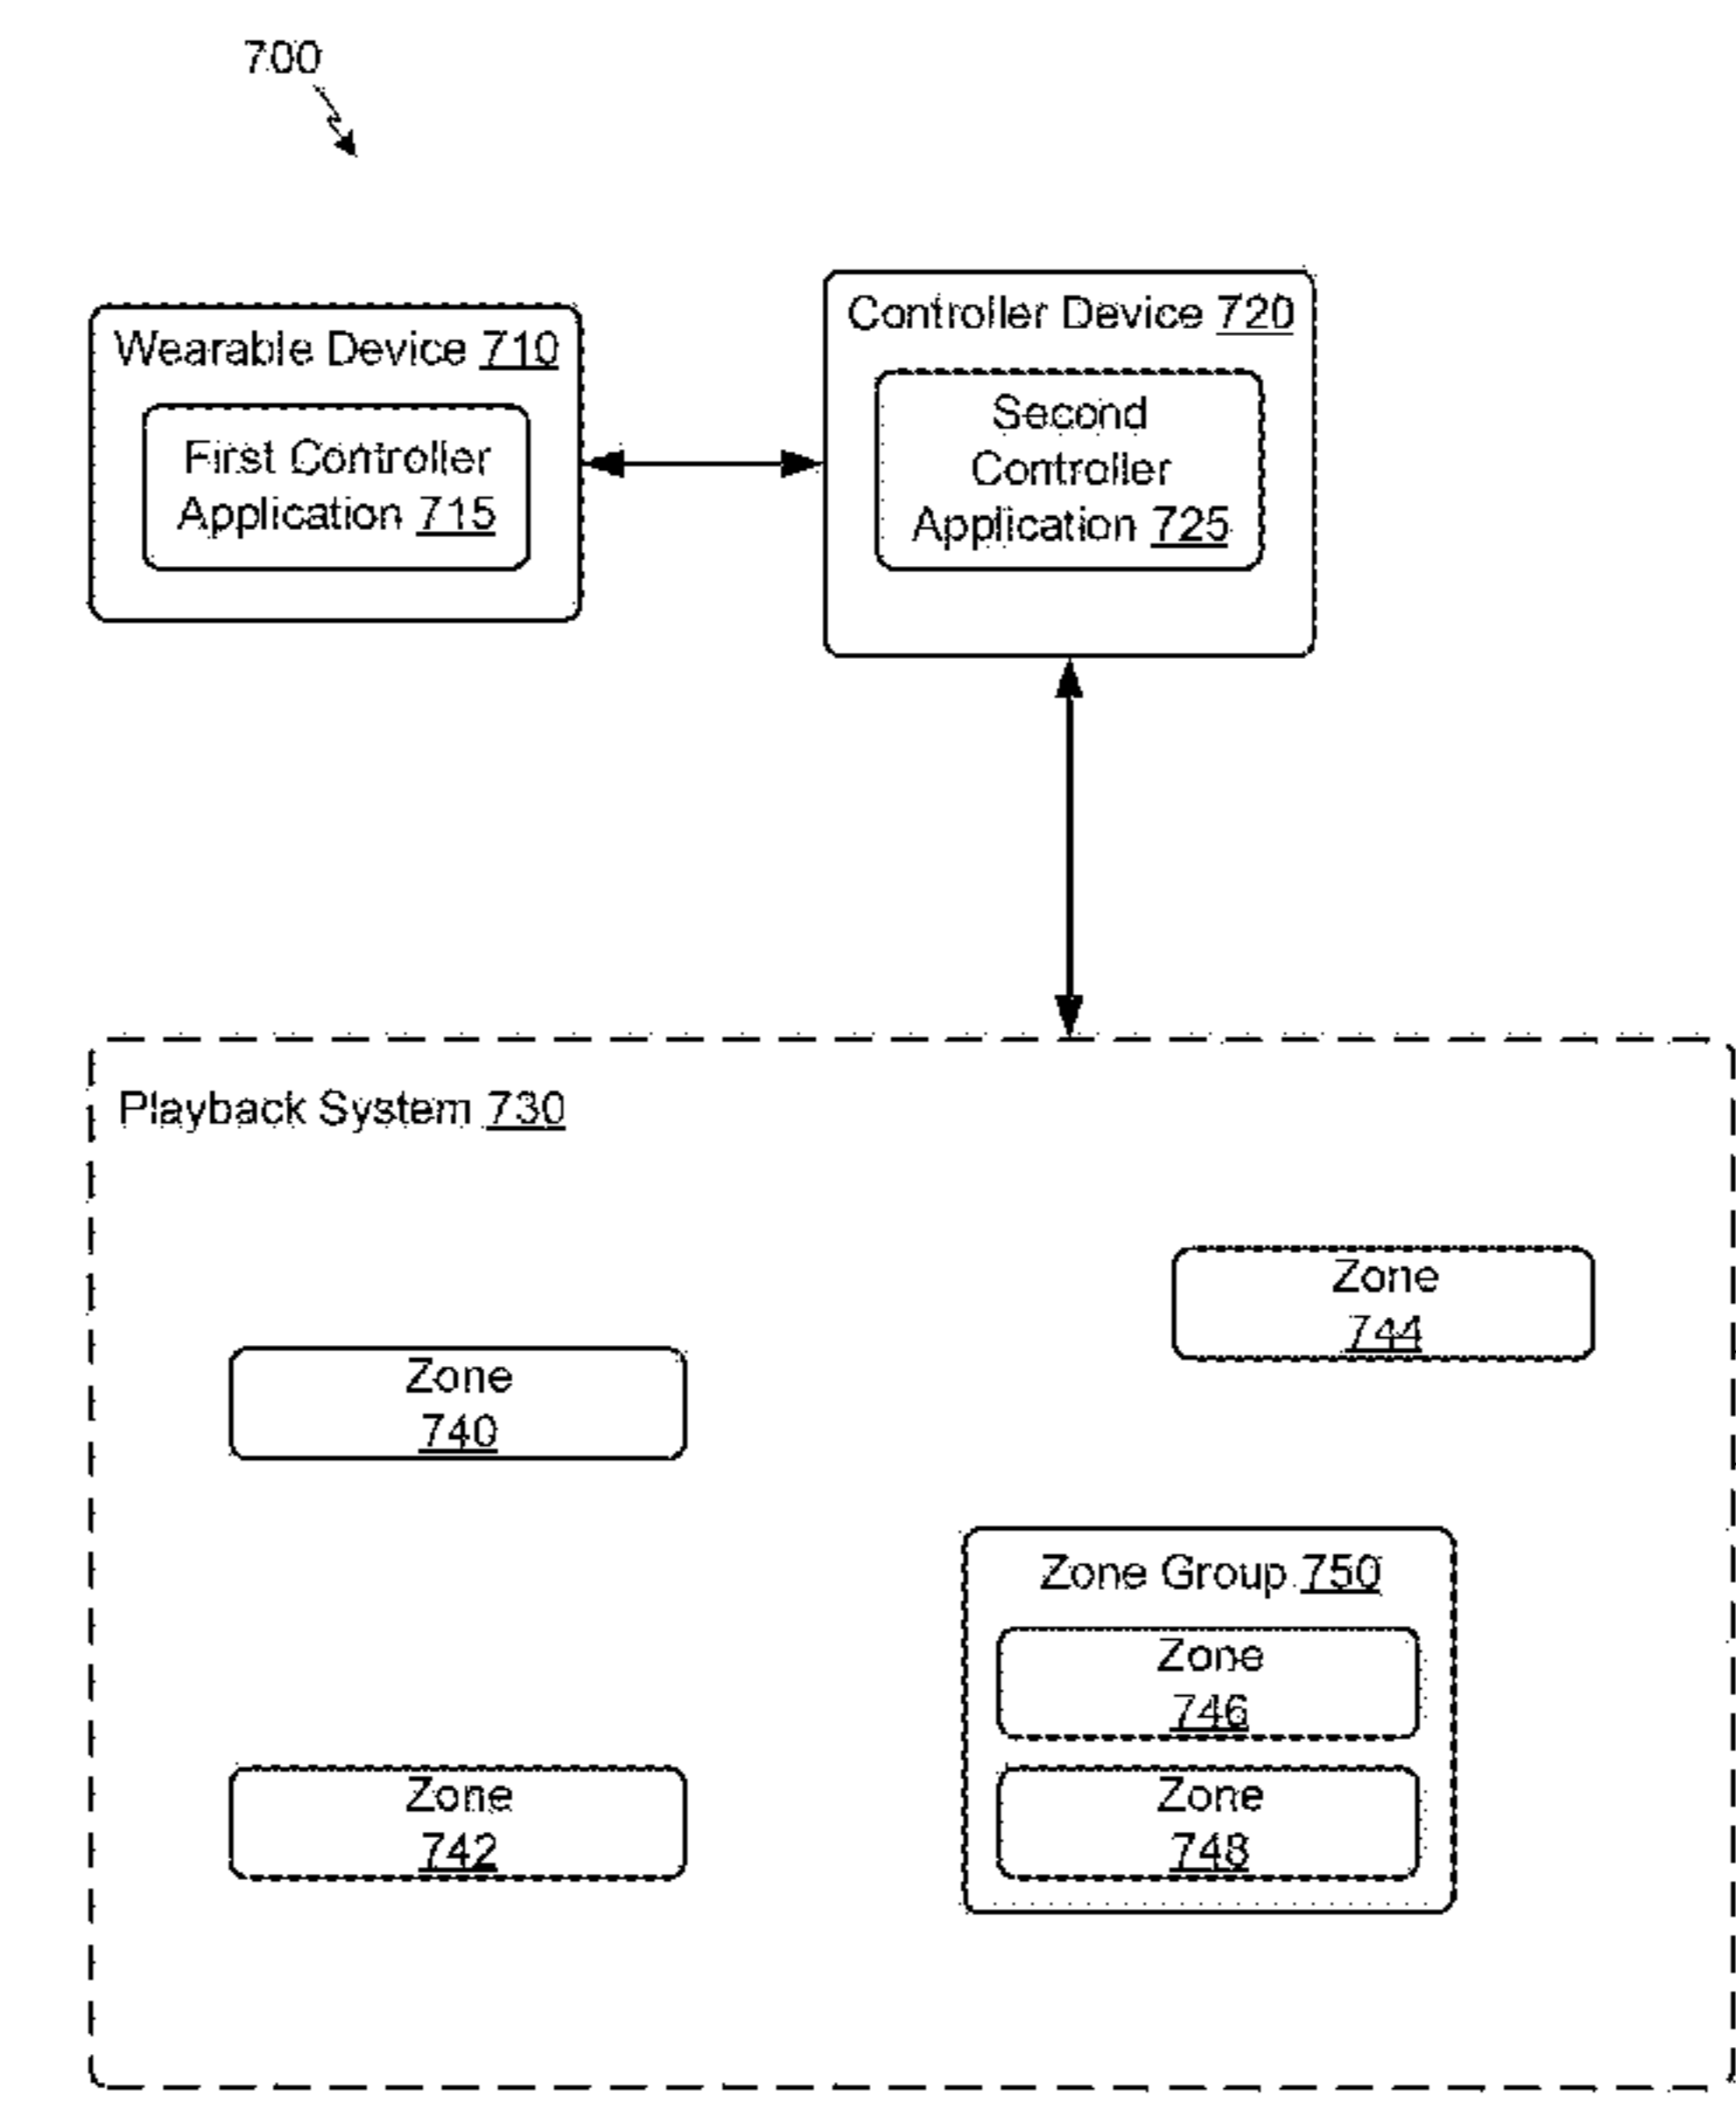 700
Wearable Device 710
First Controller
Application 715
Controller Device 720
Second
Controller
Application 725
Playback System 730
Zone
744
Zone
740
Zone Group 750
Zone
746
Zone
742
Zone
748